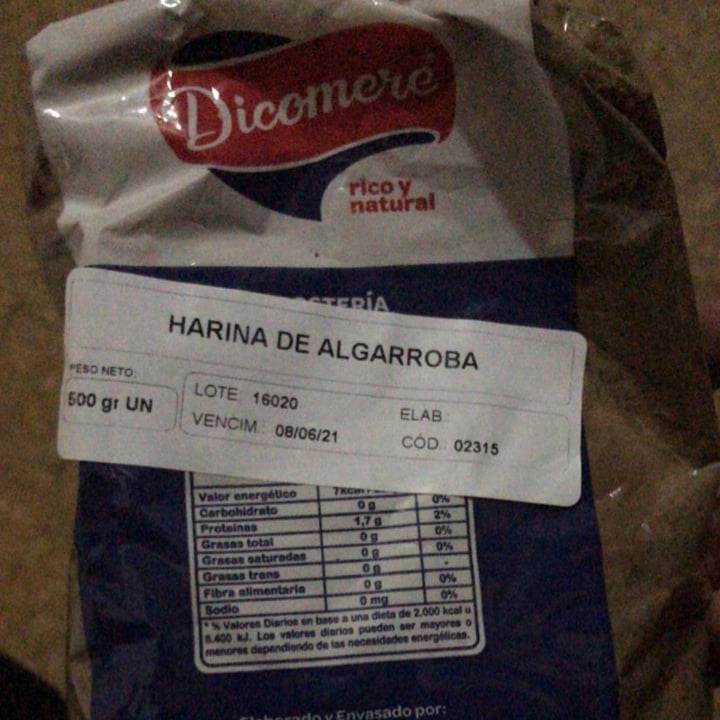 Dicomeré
rico y
natural
HARINA DE ALGARROBA
PESO NETO:
500 gr UN
LOTE 16020
VENCIM.: 08/06/21
ELAB.:
CÓD.: 02315
Valor energético 0%
Carbohidrato 0 g 2%
Proteinas 1,7 g 0%
Grasas total 0 g 0%
Grasas saturadas 0 g -
Grasas trans 0 g 0%
Fibra alimentaria 0 g 0%
Sodio 0 mg
* % Valores Diarios en base a una dieta de 2.000 kcal u
8.400 kJ. Los valores diarios pueden ser mayores o
menores dependiendo de las necesidades energéticas.
Elaborado y Envasado por: